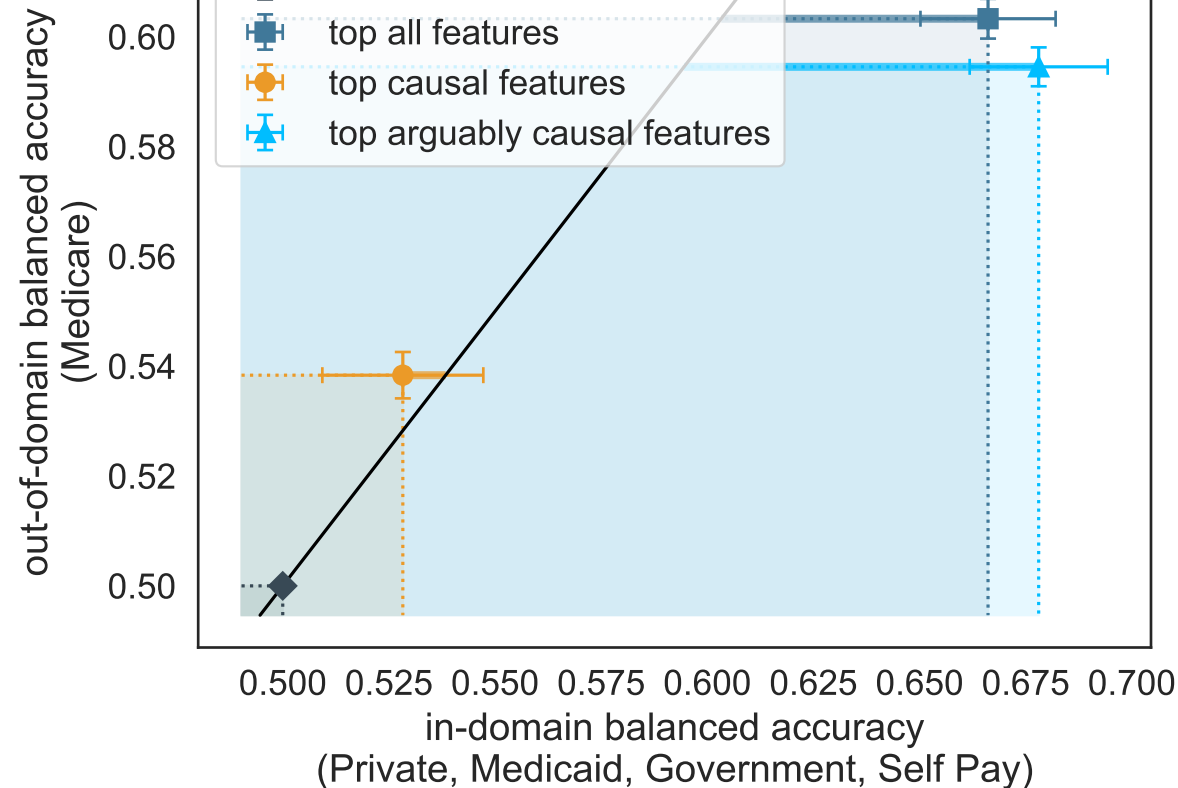 out-of-domain balanced accuracy
(Medicare)
0.60
0.58
0.56
0.54
0.52
0.50
top all features
top causal features
top arguably causal features
0.500 0.525 0.550 0.575 0.600 0.625 0.650 0.675 0.700
in-domain balanced accuracy
(Private, Medicaid, Government, Self Pay)